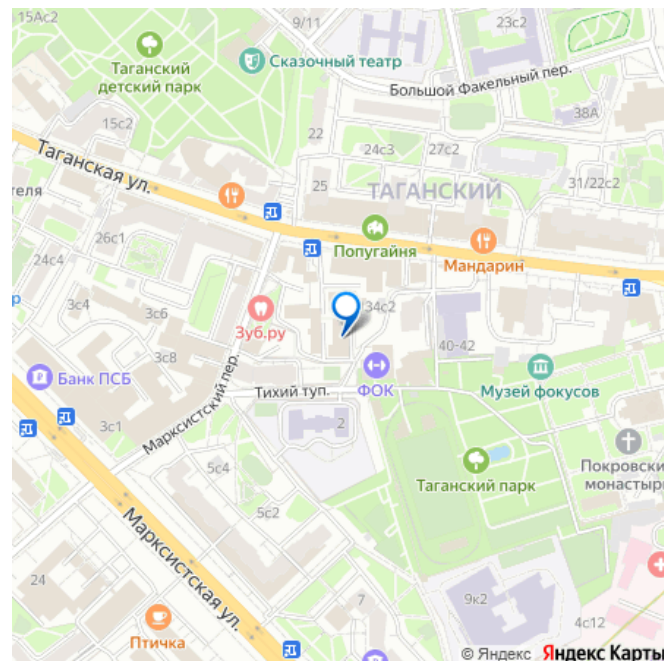 15Ас2
9/11
23с2
Таганский
детский парк
Сказочный театр
Большой Факельный пер.
15с2
22
38А
Таганская ул.
24с3
27с2
25
ТАГАНСКИЙ
31/22с2
теля
26с1
Попугайня
Мандарин
24с4
3с4
3с6
34с2
Зуб.ру
3с8
40-42
Банк ПСБ
ФОК
Музей фокусов
Тихий туп.
Марксистский пер.
3с1
2
Покровски
монастыр
5с4
Таганский парк
5с2
Марксистская ул.
24
7
9к2
4с12
Птичка
© Яндекс Яндекс Карты